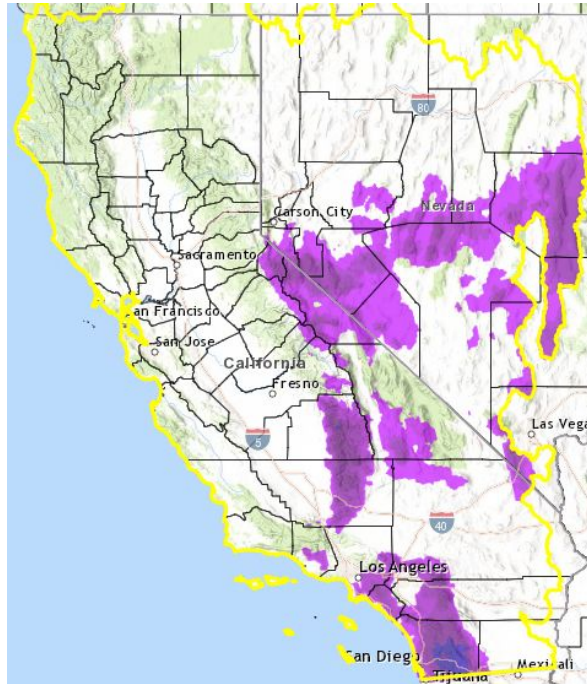 80
Nevada
Carson City
Sacramento
San Francisco
San Jose
California
Fresno
5
Las Vega
40
Los Angeles
San Diego
Tijuana
Mexicali